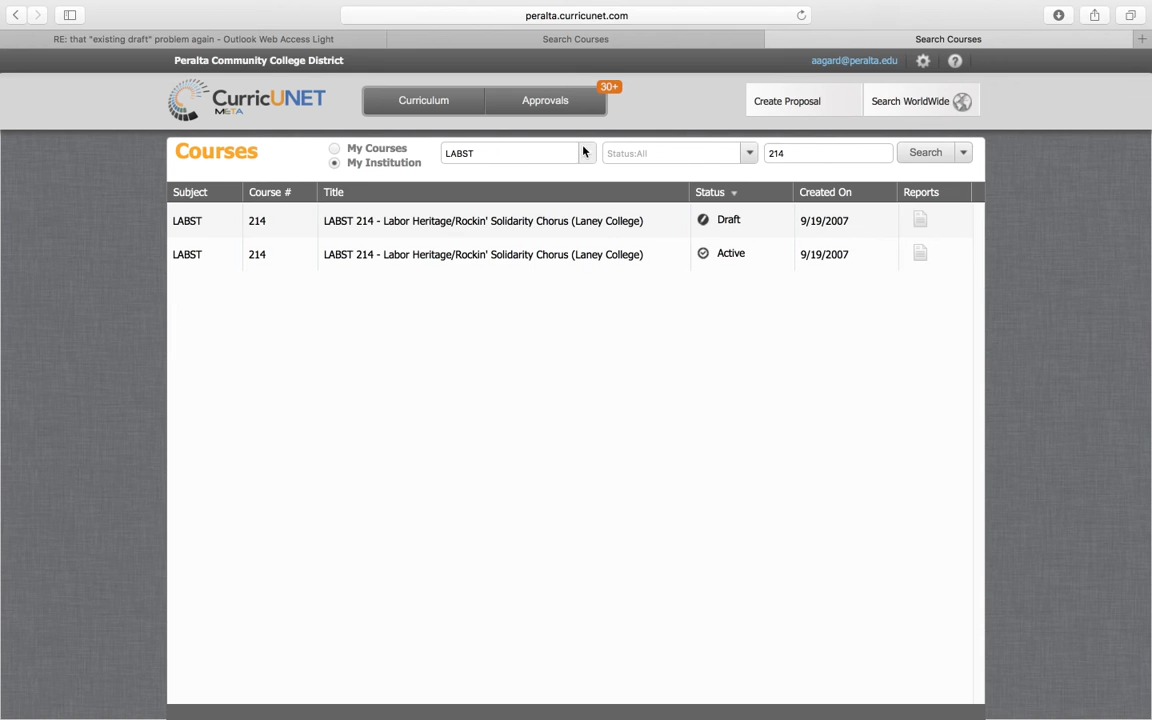 peralta.curricunet.com
RE: that "existing draft" problem again - Outlook Web Access Light
Search Courses
Search Courses
Peralta Community College District
aagard@peralta.edu
CurricUNET
META
Curriculum
Approvals
30+
Create Proposal
Search WorldWide
Courses
My Courses
My Institution
LABST
Status:All
214
Search
Subject Course # Title Status Created On Reports
LABST 214 LABST 214 - Labor Heritage/Rockin' Solidarity Chorus (Laney College) Draft 9/19/2007
LABST 214 LABST 214 - Labor Heritage/Rockin' Solidarity Chorus (Laney College) Active 9/19/2007